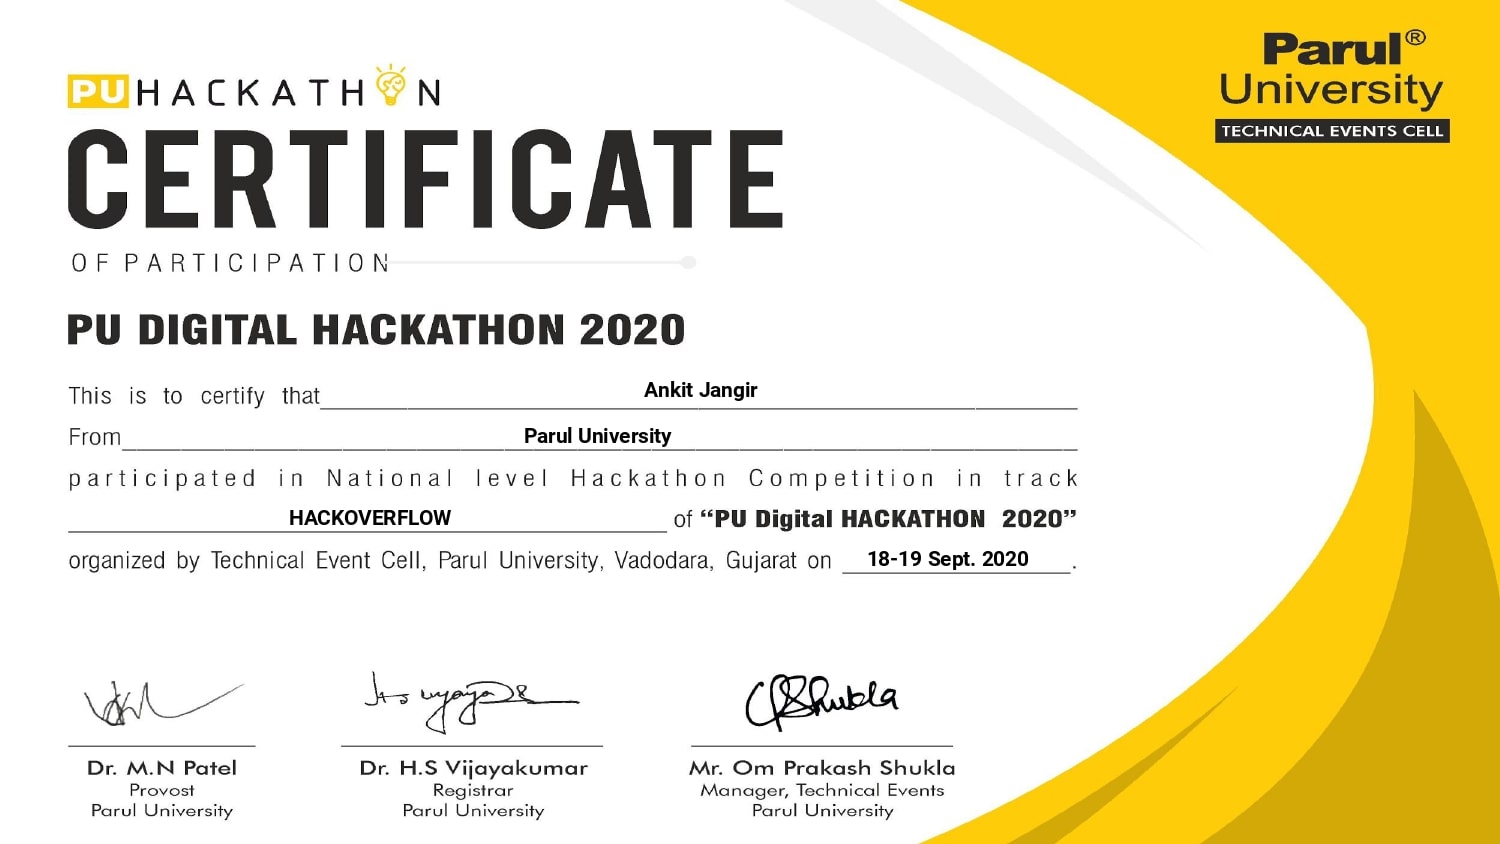 PU HACKATHON
Parul®
University
TECHNICAL EVENTS CELL
CERTIFICATE
OF PARTICIPATION
PU DIGITAL HACKATHON 2020
This is to certify that Ankit Jangir
From Parul University
participated in National level Hackathon Competition in track
HACKOVERFLOW of “PU Digital HACKATHON 2020”
organized by Technical Event Cell, Parul University, Vadodara, Gujarat on 18-19 Sept. 2020.
Dr. M.N Patel
Provost
Parul University
Dr. H.S Vijayakumar
Registrar
Parul University
Mr. Om Prakash Shukla
Manager, Technical Events
Parul University